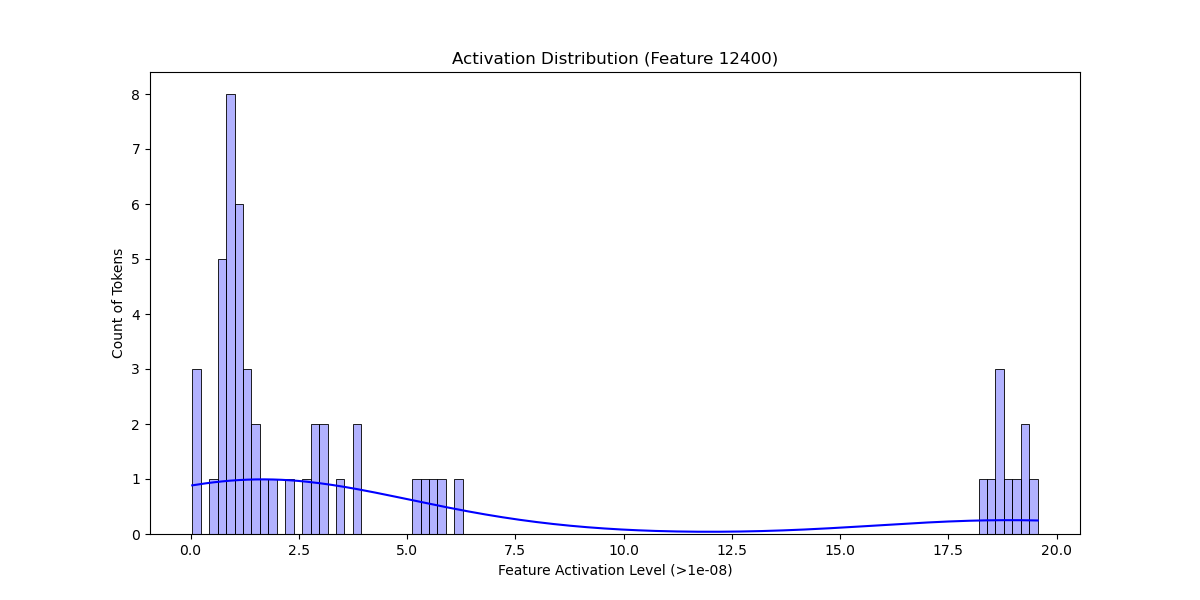 Activation Distribution (Feature 12400)
8
7
6
5
4
3
2
1
0
Count of Tokens
0.0 2.5 5.0 7.5 10.0 12.5 15.0 17.5 20.0
Feature Activation Level (>1e-08)